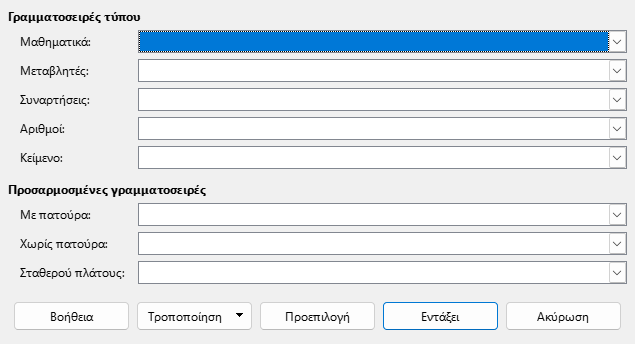 Γραμματοσειρές τύπου
Μαθηματικά:
Μεταβλητές:
Συναρτήσεις:
Αριθμοί:
Κείμενο:
Προσαρμοσμένες γραμματοσειρές
Με πατούρα:
Χωρίς πατούρα:
Σταθερού πλάτους:
Βοήθεια Τροποποίηση Προεπιλογή Εντάξει Ακύρωση